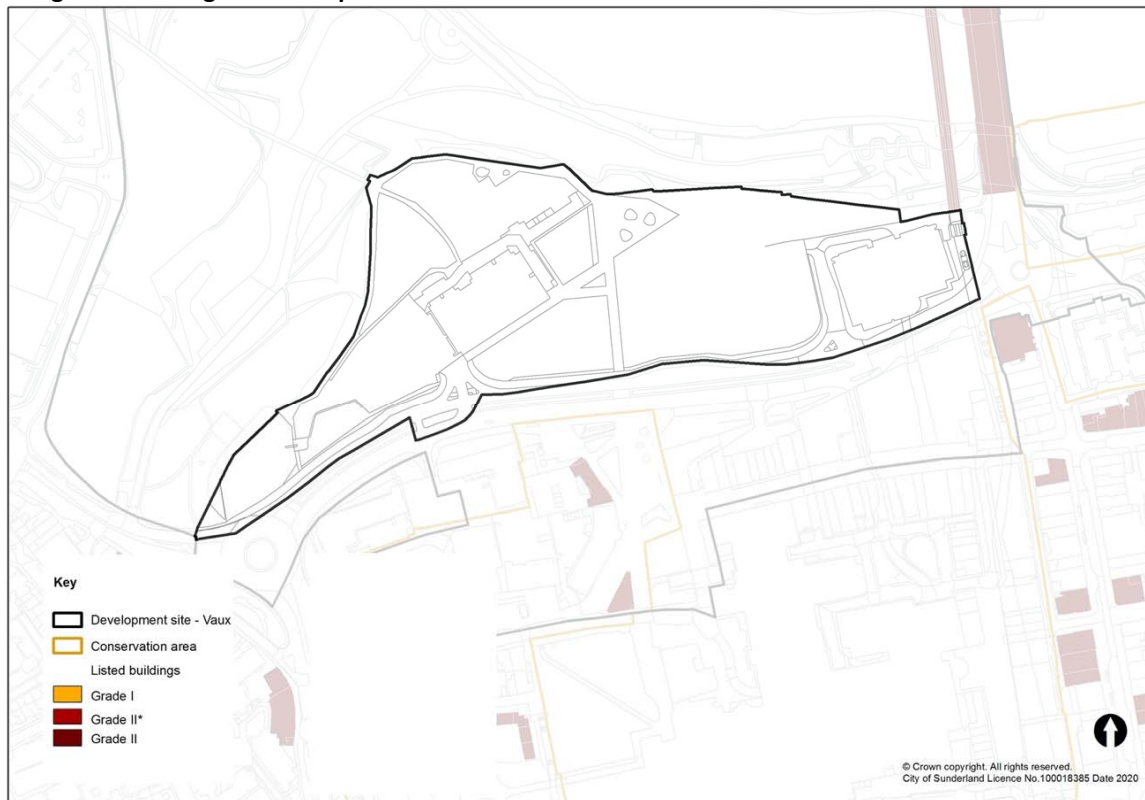 Key
Development site - Vaux
Conservation area
Listed buildings
Grade I
Grade II*
Grade II
© Crown copyright. All rights reserved.
City of Sunderland Licence No.100018385 Date 2020